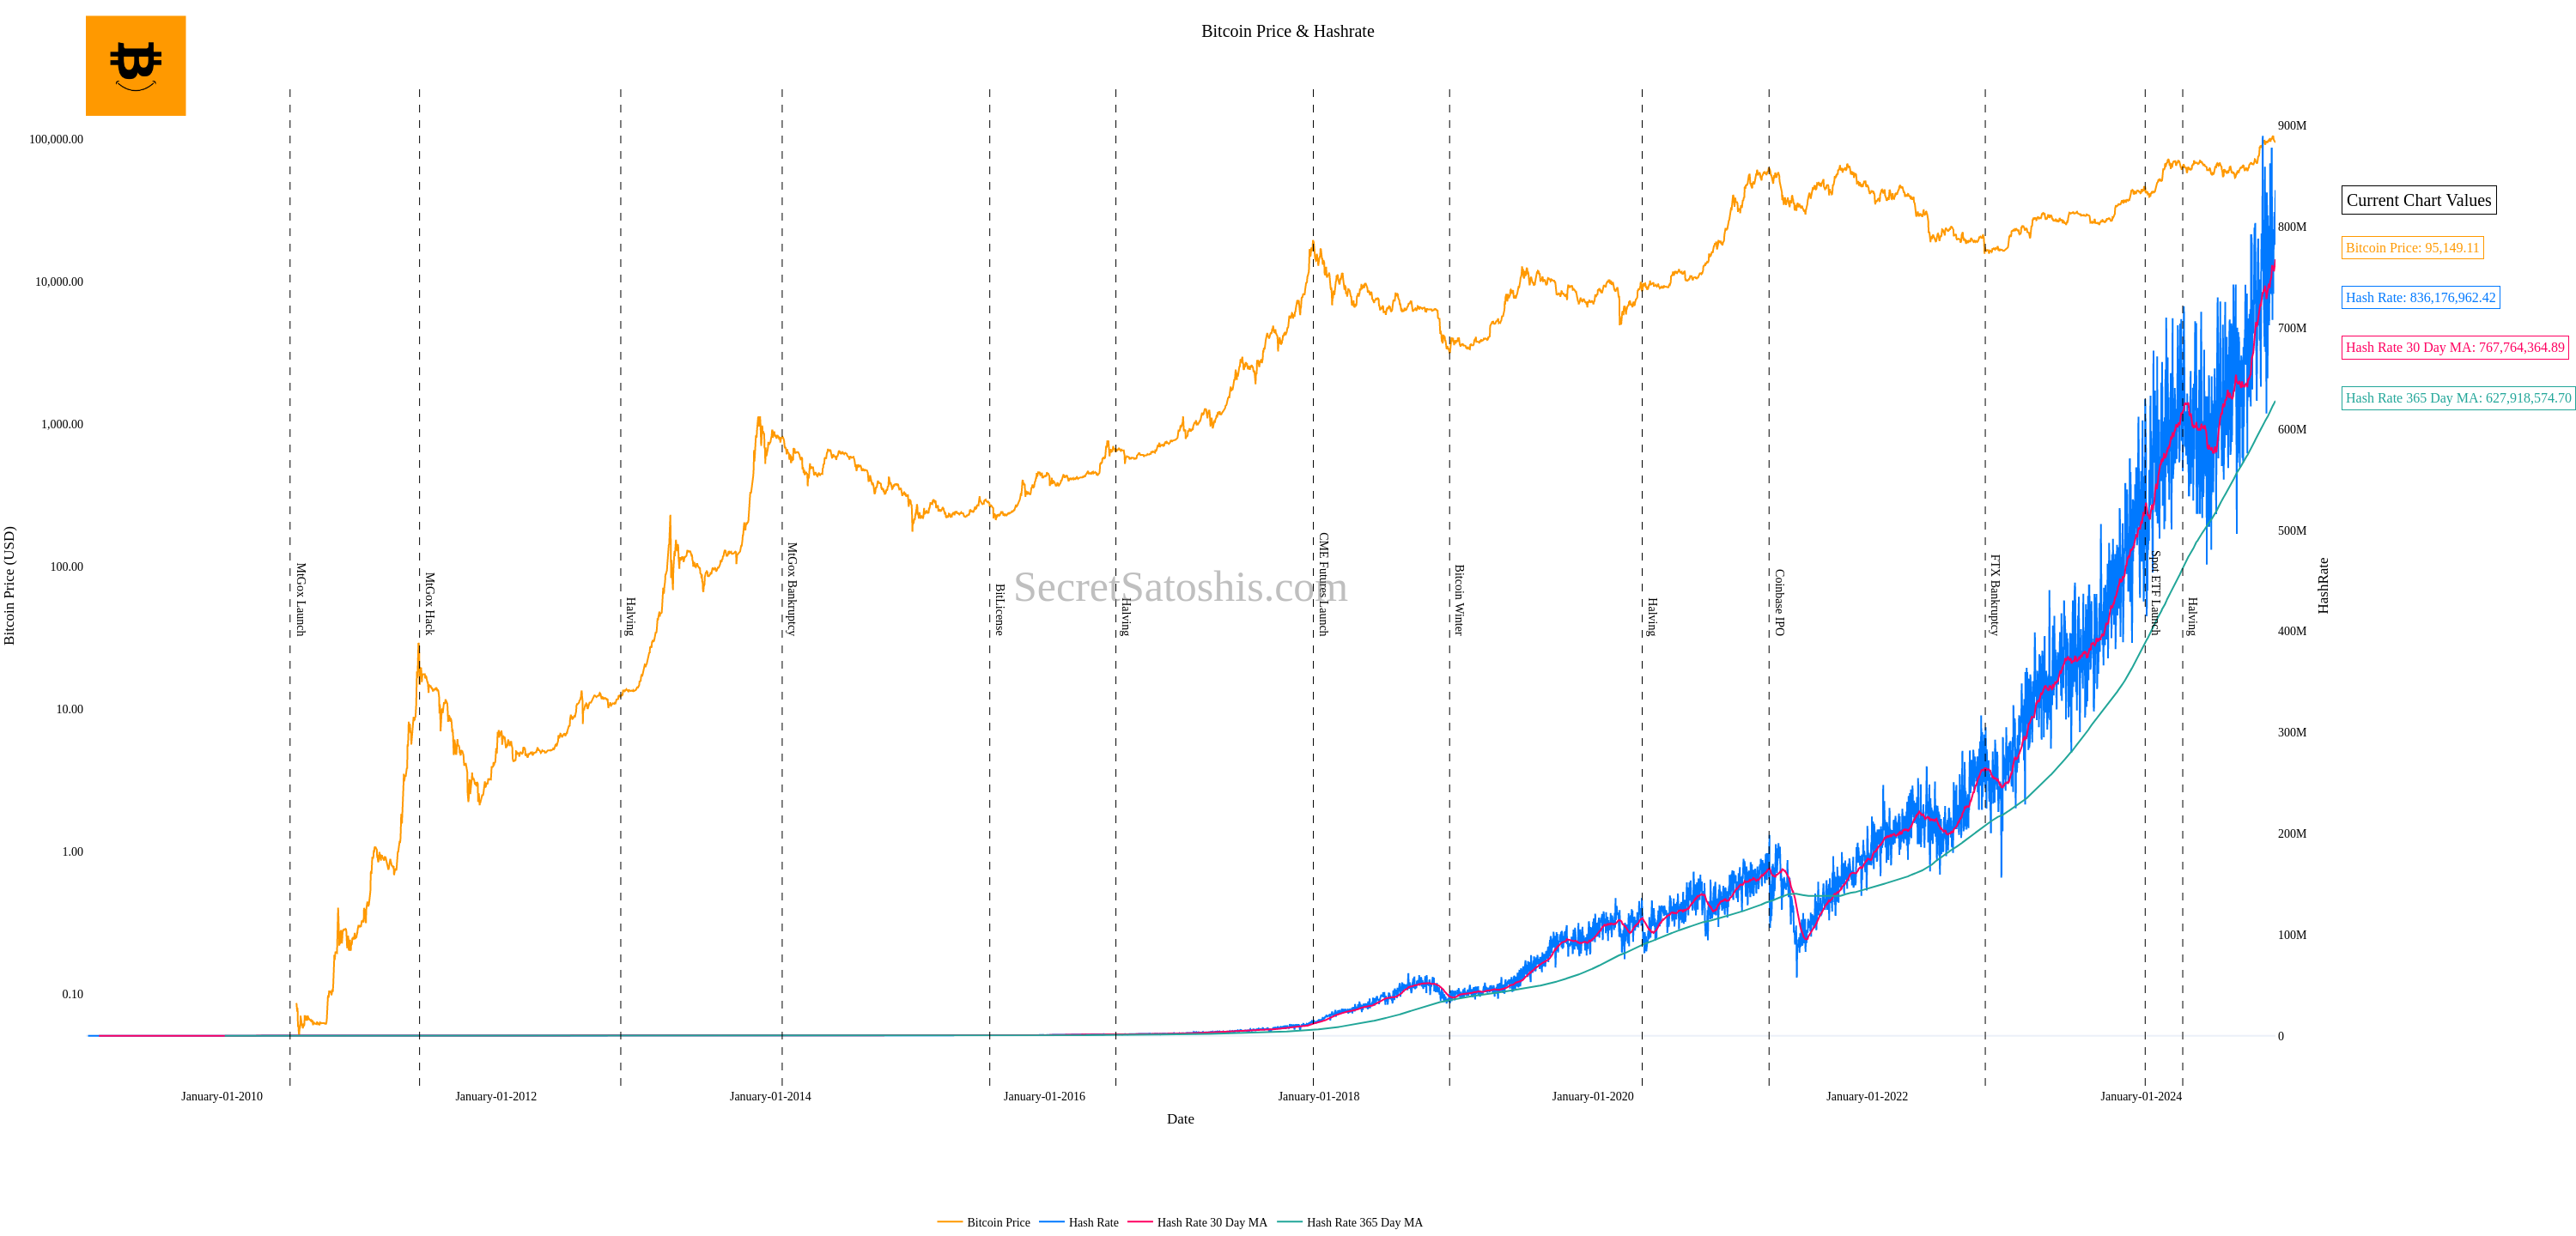 Bitcoin Price & Hashrate
100,000.00
10,000.00
1,000.00
100.00
10.00
1.00
0.10
Bitcoin Price (USD)
MtGox Launch
MtGox Hack
Halving
MtGox Bankruptcy
BitLicense
Halving
CME Futures Launch
Bitcoin Winter
Halving
Coinbase IPO
FTX Bankruptcy
Spot ETF Launch
Halving
SecretSatoshis.com
900M
800M
700M
600M
500M
400M
300M
200M
100M
0
HashRate
Current Chart Values
Bitcoin Price: 95,149.11
Hash Rate: 836,176,962.42
Hash Rate 30 Day MA: 767,764,364.89
Hash Rate 365 Day MA: 627,918,574.70
January-01-2010
January-01-2012
January-01-2014
January-01-2016
January-01-2018
January-01-2020
January-01-2022
January-01-2024
Date
Bitcoin Price
Hash Rate
Hash Rate 30 Day MA
Hash Rate 365 Day MA